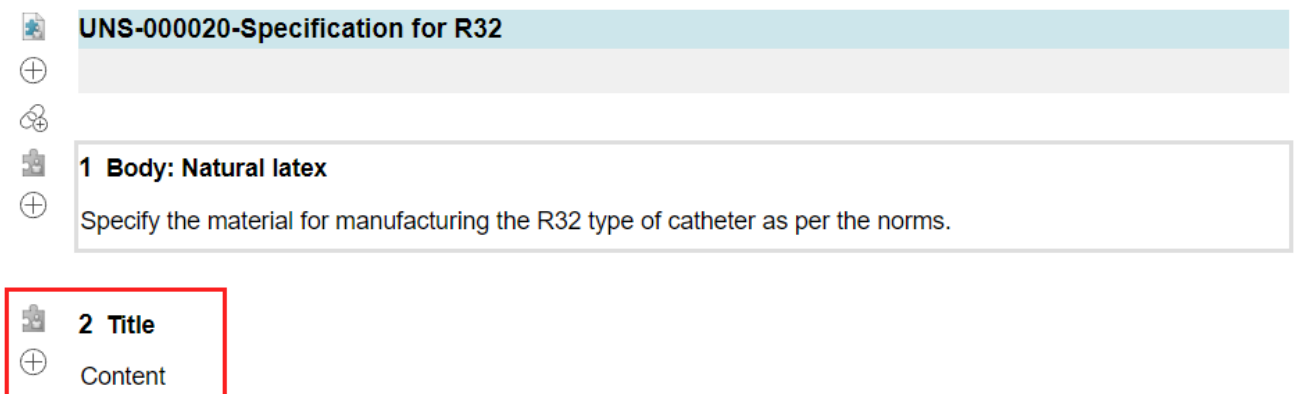 UNS-000020-Specification for R32
1 Body: Natural latex
Specify the material for manufacturing the R32 type of catheter as per the norms.
2 Title
Content